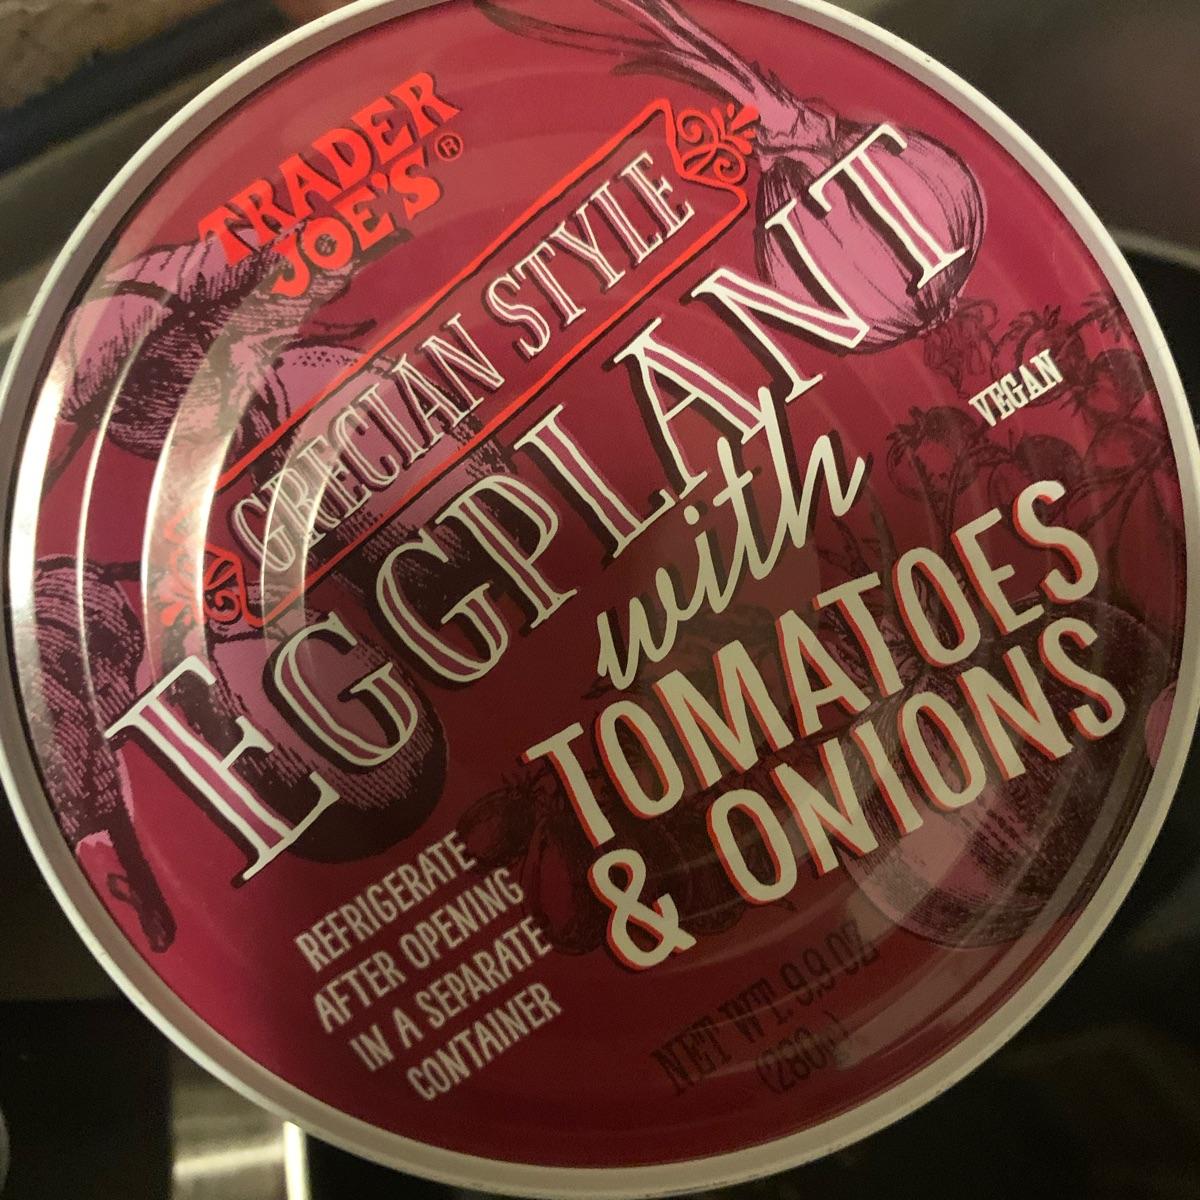 TRADER
JOE'S®
GRECIAN STYLE
EGGPLANT
with
TOMATOES
& ONIONS
VEGAN
REFRIGERATE
AFTER OPENING
IN A SEPARATE
CONTAINER
NET WT. 9.9 OZ
(280g)